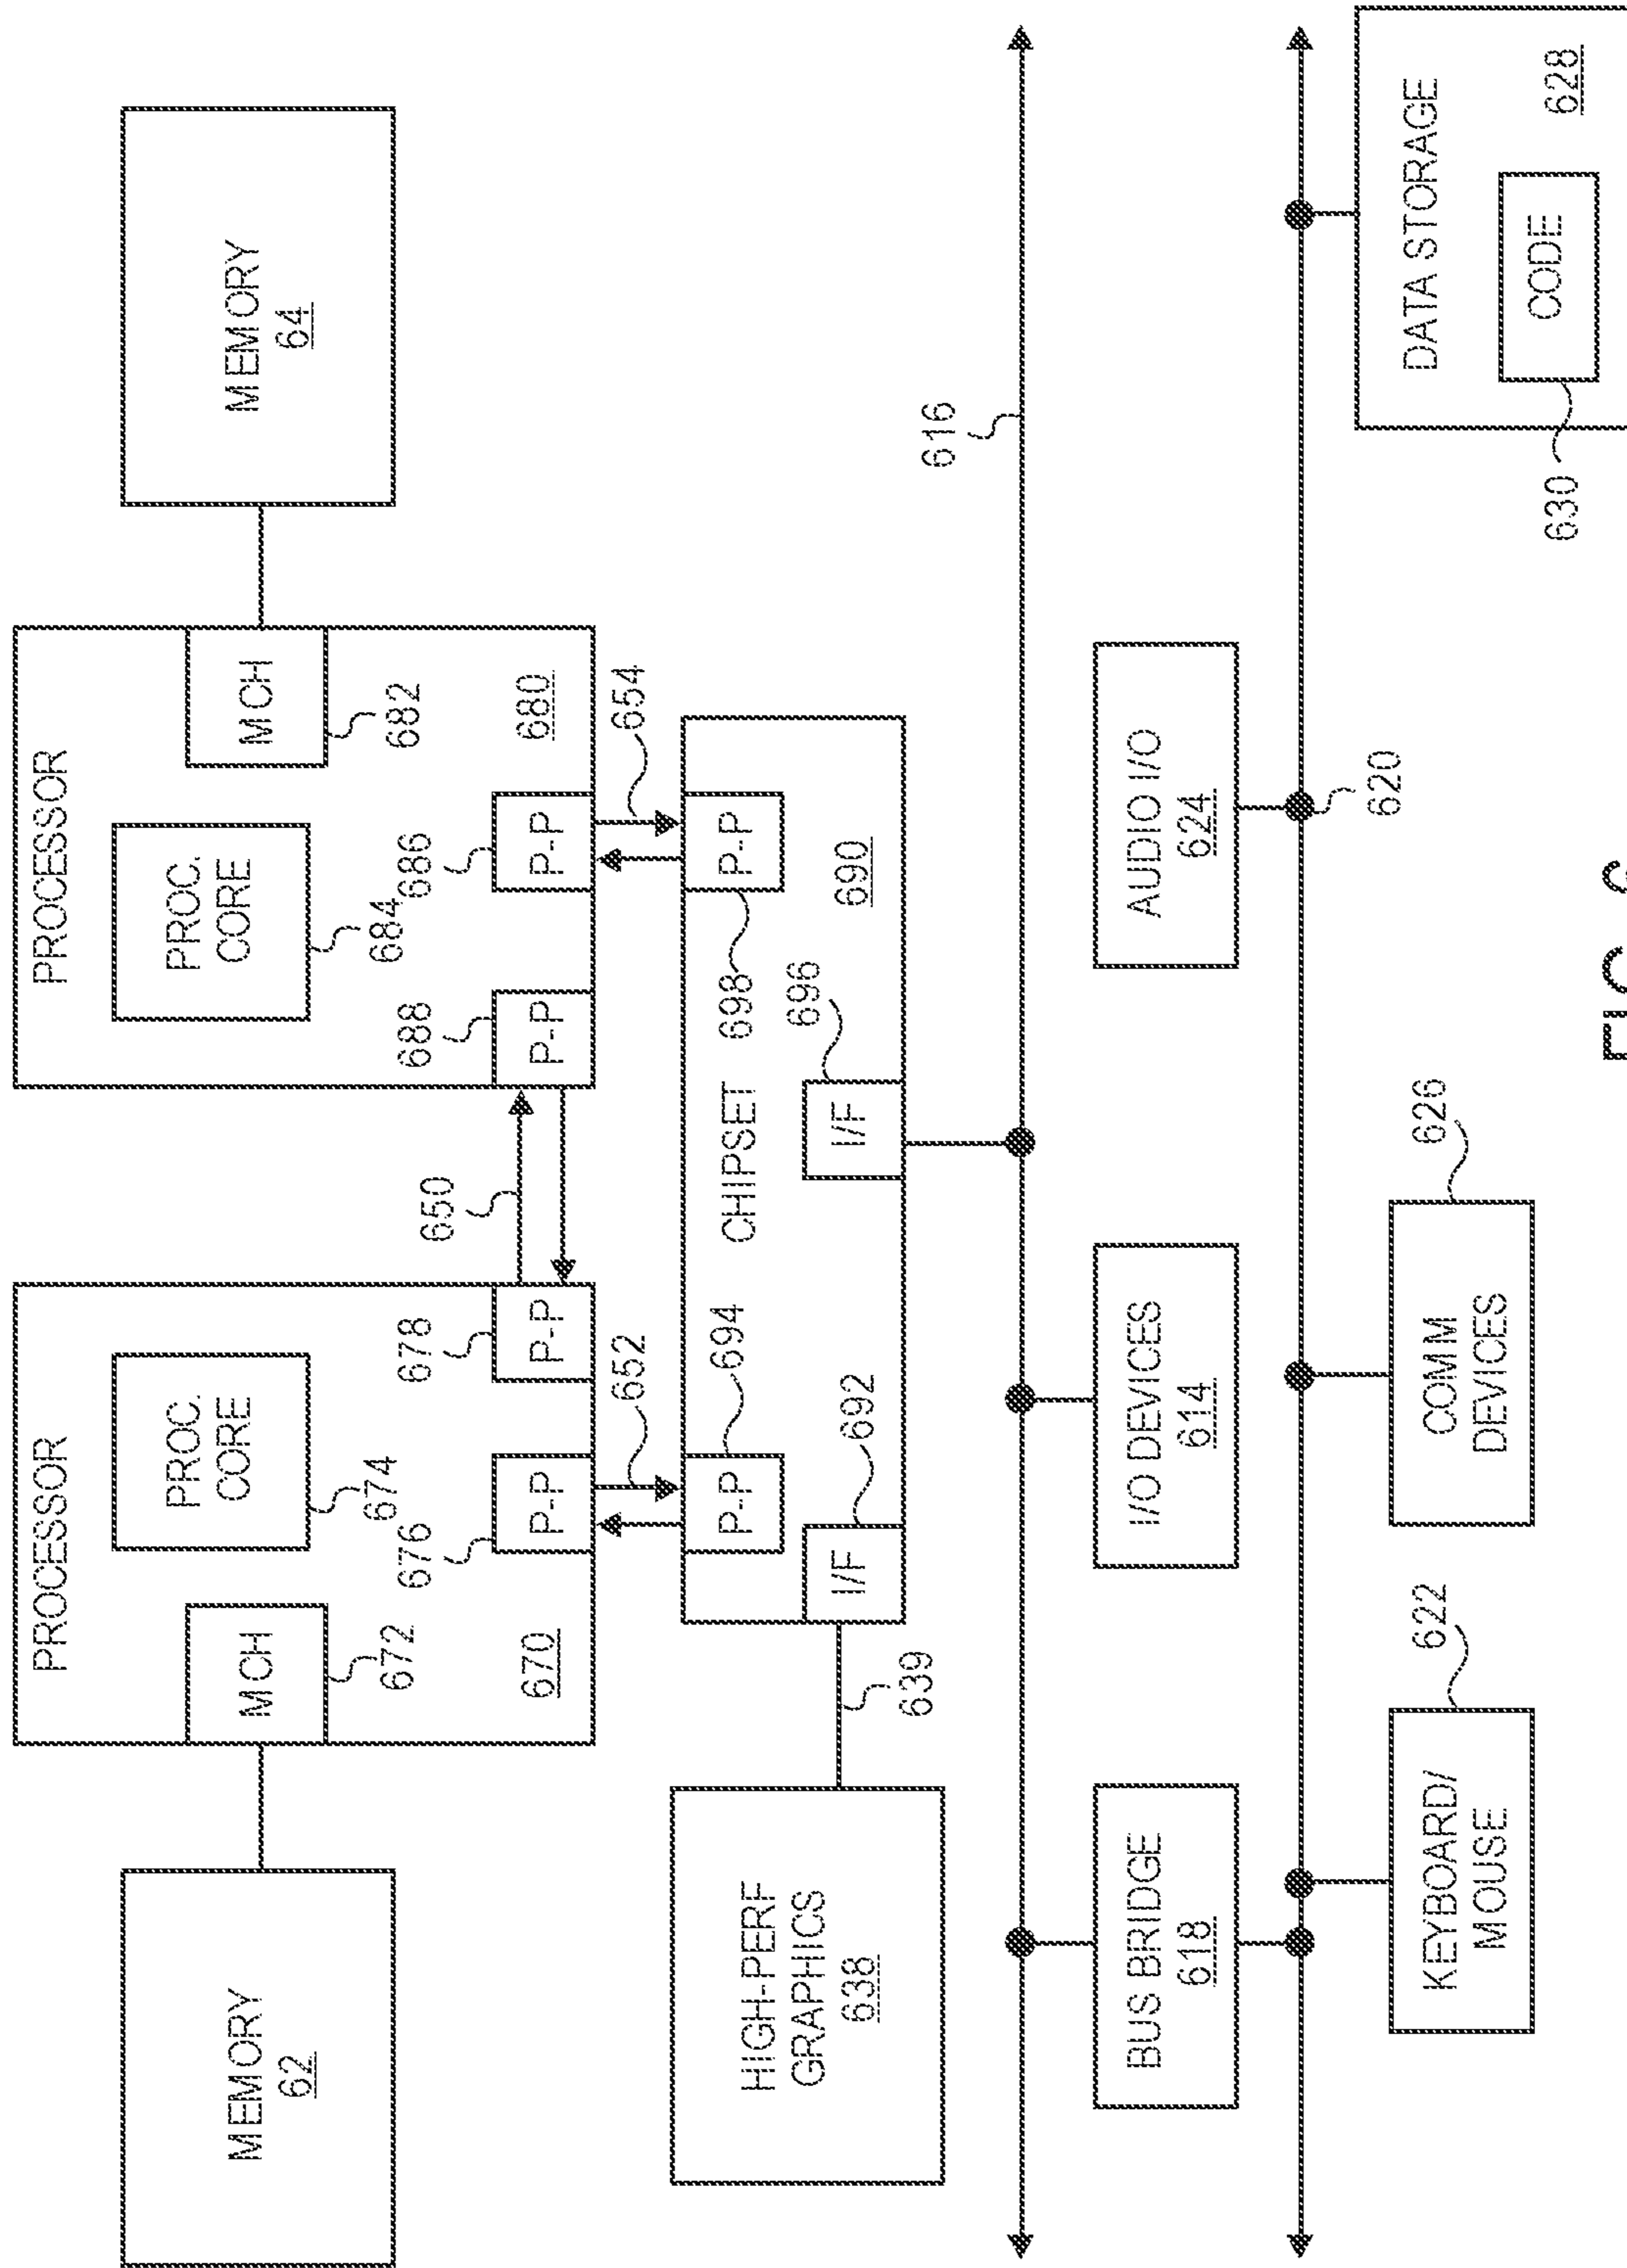 PROCESSOR
PROCESSOR
MEMORY
62
MCH
672
PROC.
CORE
674
676
678
P-P
P-P
670
650
PROC.
CORE
684
MCH
682
688
686
P-P
P-P
680
MEMORY
64
652
654
HIGH-PERF
GRAPHICS
638
639
P-P
694
CHIPSET
698
P-P
I/F
692
I/F
696
690
616
BUS BRIDGE
618
I/O DEVICES
614
AUDIO I/O
624
620
KEYBOARD/
MOUSE
622
COMM
DEVICES
626
DATA STORAGE
628
CODE
630